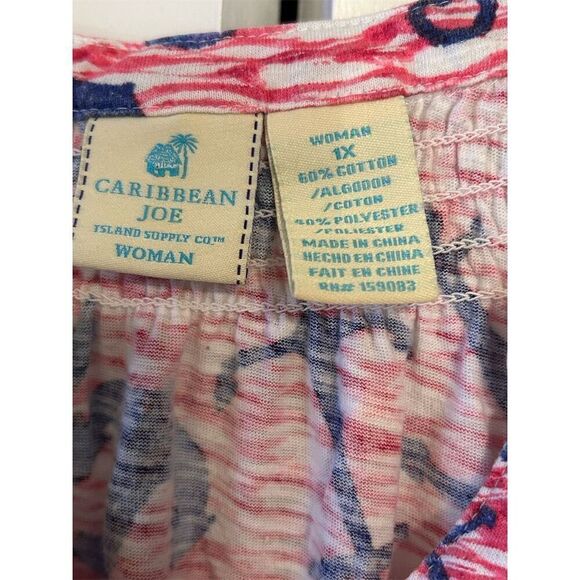 CARIBBEAN
JOE
ISLAND SUPPLY CO™
WOMAN
WOMAN
1X
60% COTTON
/ALGODON
/COTON
40% POLYESTER
/POLYESTER
MADE IN CHINA
HECHO EN CHINA
FAIT EN CHINE
RN# 159083